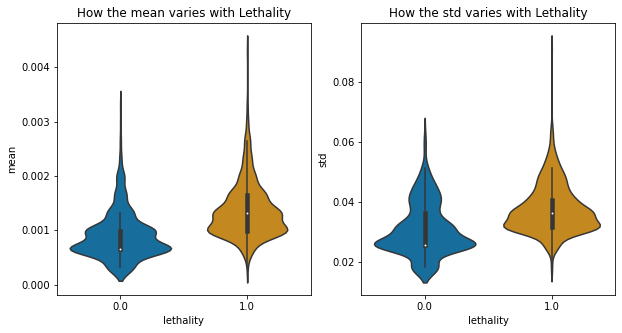 How the mean varies with Lethality
0.004
0.003
0.002
0.001
0.000
mean
0.0
1.0
lethality
How the std varies with Lethality
0.08
0.06
0.04
0.02
std
0.0
1.0
lethality